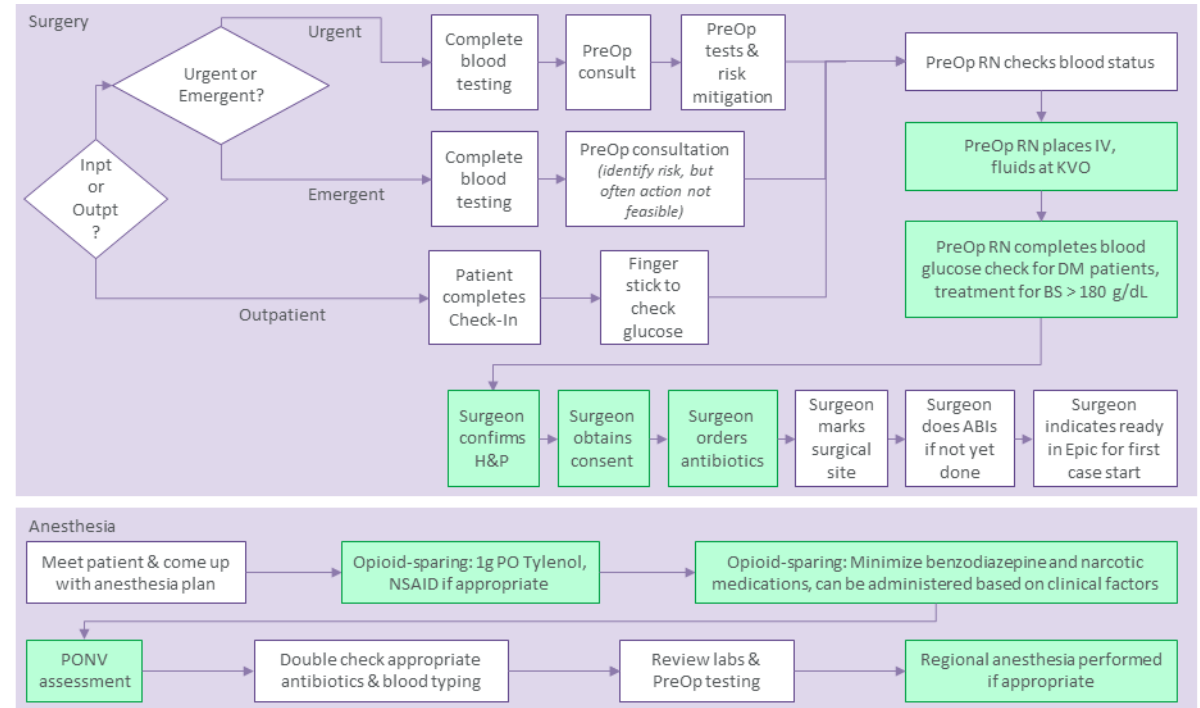 Surgery
Urgent
Urgent or
Emergent?
Inpt
or
Outpt
?
Complete
blood
testing
PreOp
consult
PreOp
tests &
risk
mitigation
PreOp RN checks blood status
Emergent
Complete
blood
testing
PreOp consultation
(identify risk, but
often action not
feasible)
PreOp RN places IV,
fluids at KVO
Outpatient
Patient
completes
Check-In
Finger
stick to
check
glucose
PreOp RN completes blood
glucose check for DM patients,
treatment for BS > 180 g/dL
Surgeon
confirms
H&P
Surgeon
obtains
consent
Surgeon
orders
antibiotics
Surgeon
marks
surgical
site
Surgeon
does ABIs
if not yet
done
Surgeon
indicates ready
in Epic for first
case start
Anesthesia
Meet patient & come up
with anesthesia plan
Opioid-sparing: 1g PO Tylenol,
NSAID if appropriate
Opioid-sparing: Minimize benzodiazepine and narcotic
medications, can be administered based on clinical factors
PONV
assessment
Double check appropriate
antibiotics & blood typing
Review labs &
PreOp testing
Regional anesthesia performed
if appropriate